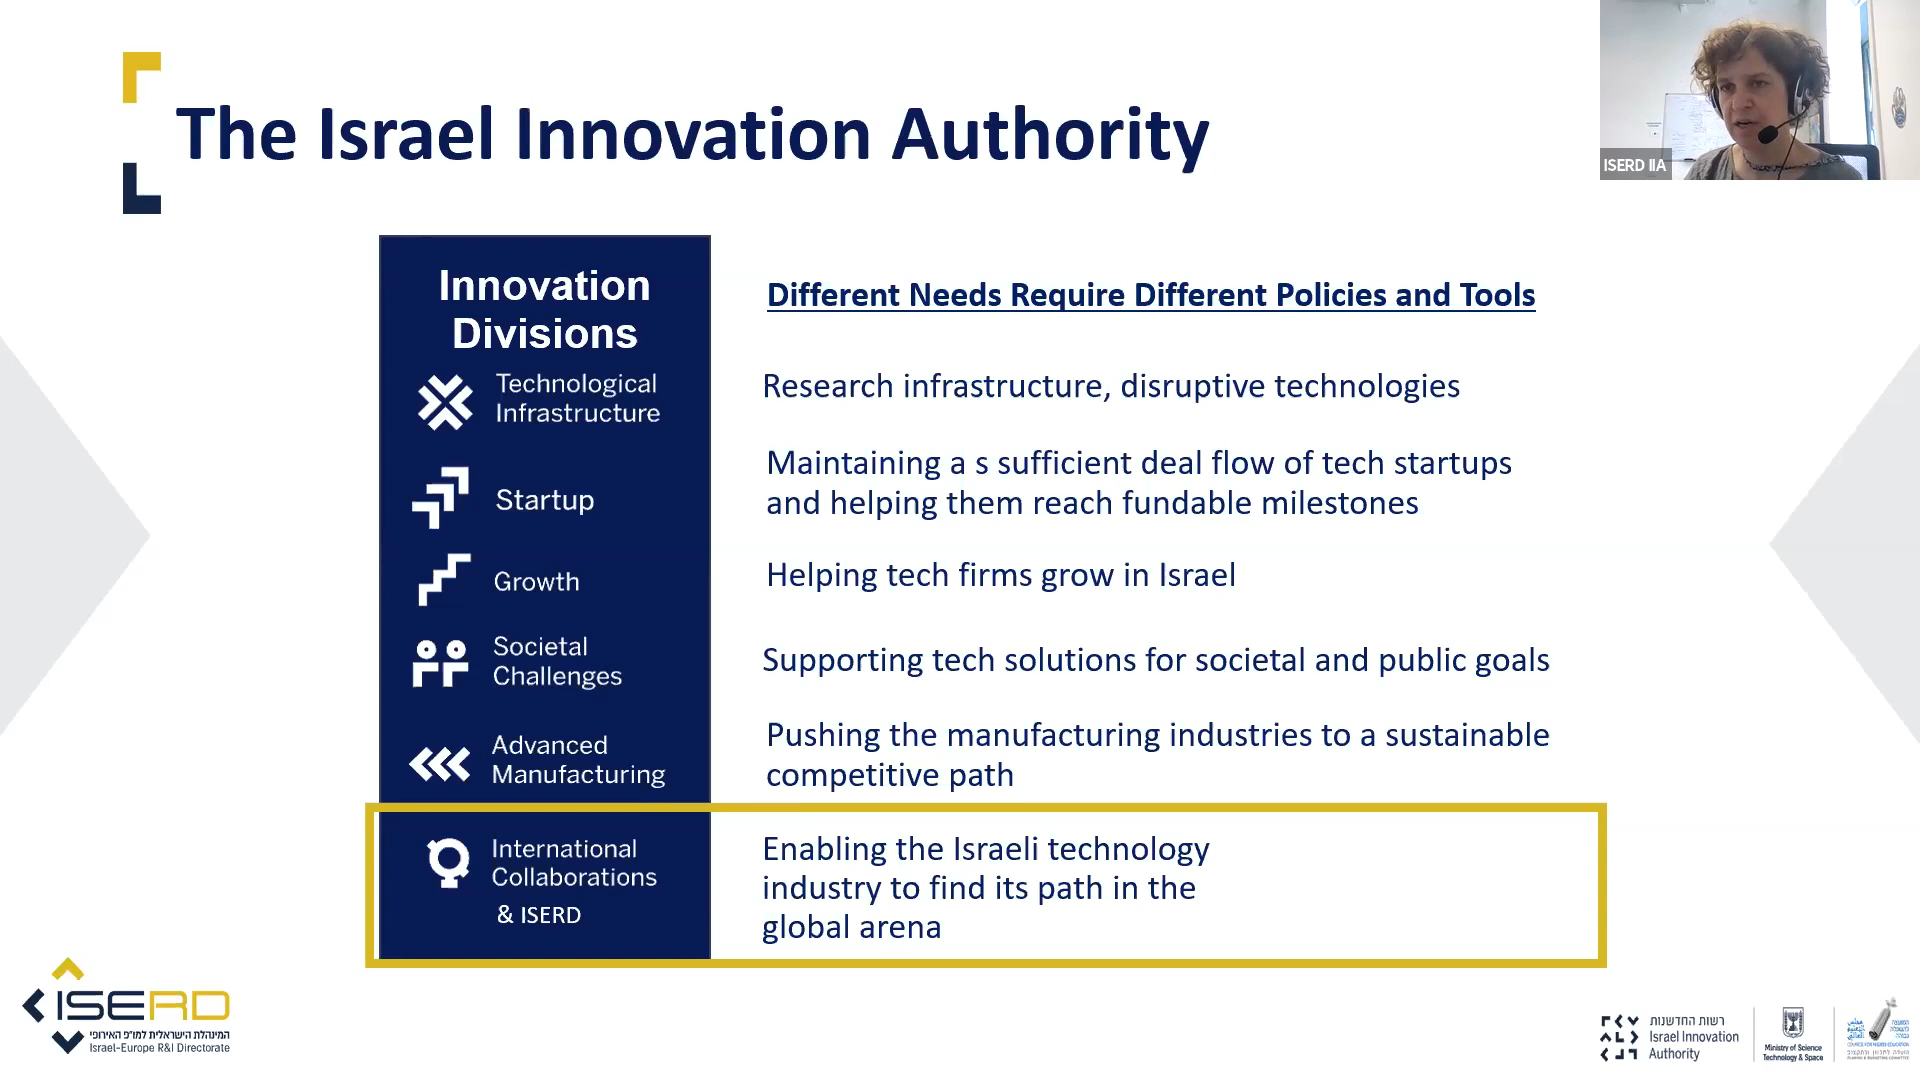 The Israel Innovation Authority
ISERD IIA
Innovation
Divisions
Different Needs Require Different Policies and Tools
Technological
Infrastructure
Research infrastructure, disruptive technologies
Startup
Maintaining a s sufficient deal flow of tech startups
and helping them reach fundable milestones
Growth
Helping tech firms grow in Israel
Societal
Challenges
Supporting tech solutions for societal and public goals
Advanced
Manufacturing
Pushing the manufacturing industries to a sustainable
competitive path
International
Collaborations
& ISERD
Enabling the Israeli technology
industry to find its path in the
global arena
ISERD
המינהלת הישראלית למו״פ האירופי
Israel-Europe R&I Directorate
רשות החדשנות
Israel Innovation
Authority
Ministry of Science
Technology & Space